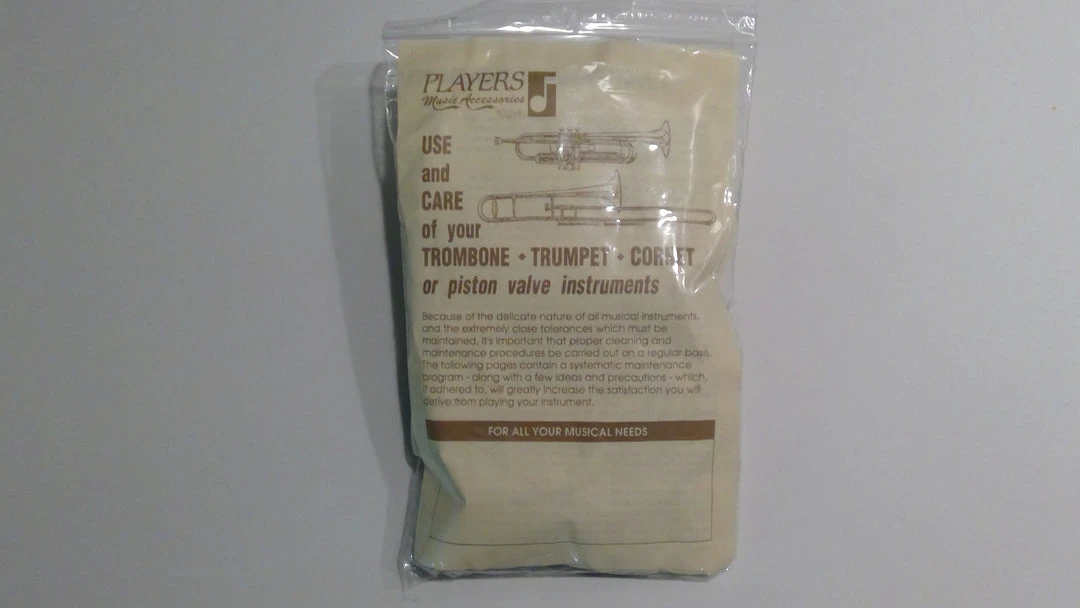 PLAYERS
Music Accessories
USE
and
CARE
of your
TROMBONE • TRUMPET • CORNET
or piston valve instruments
Because of the delicate nature of all musical instruments,
and the extremely close tolerances which must be
maintained, it's important that proper cleaning and
maintenance procedures be carried out on a regular basis.
The following pages contain a systematic maintenance
program - along with a few ideas and precautions - which,
if adhered to, will greatly increase the satisfaction you will
derive from playing your instrument.
FOR ALL YOUR MUSICAL NEEDS